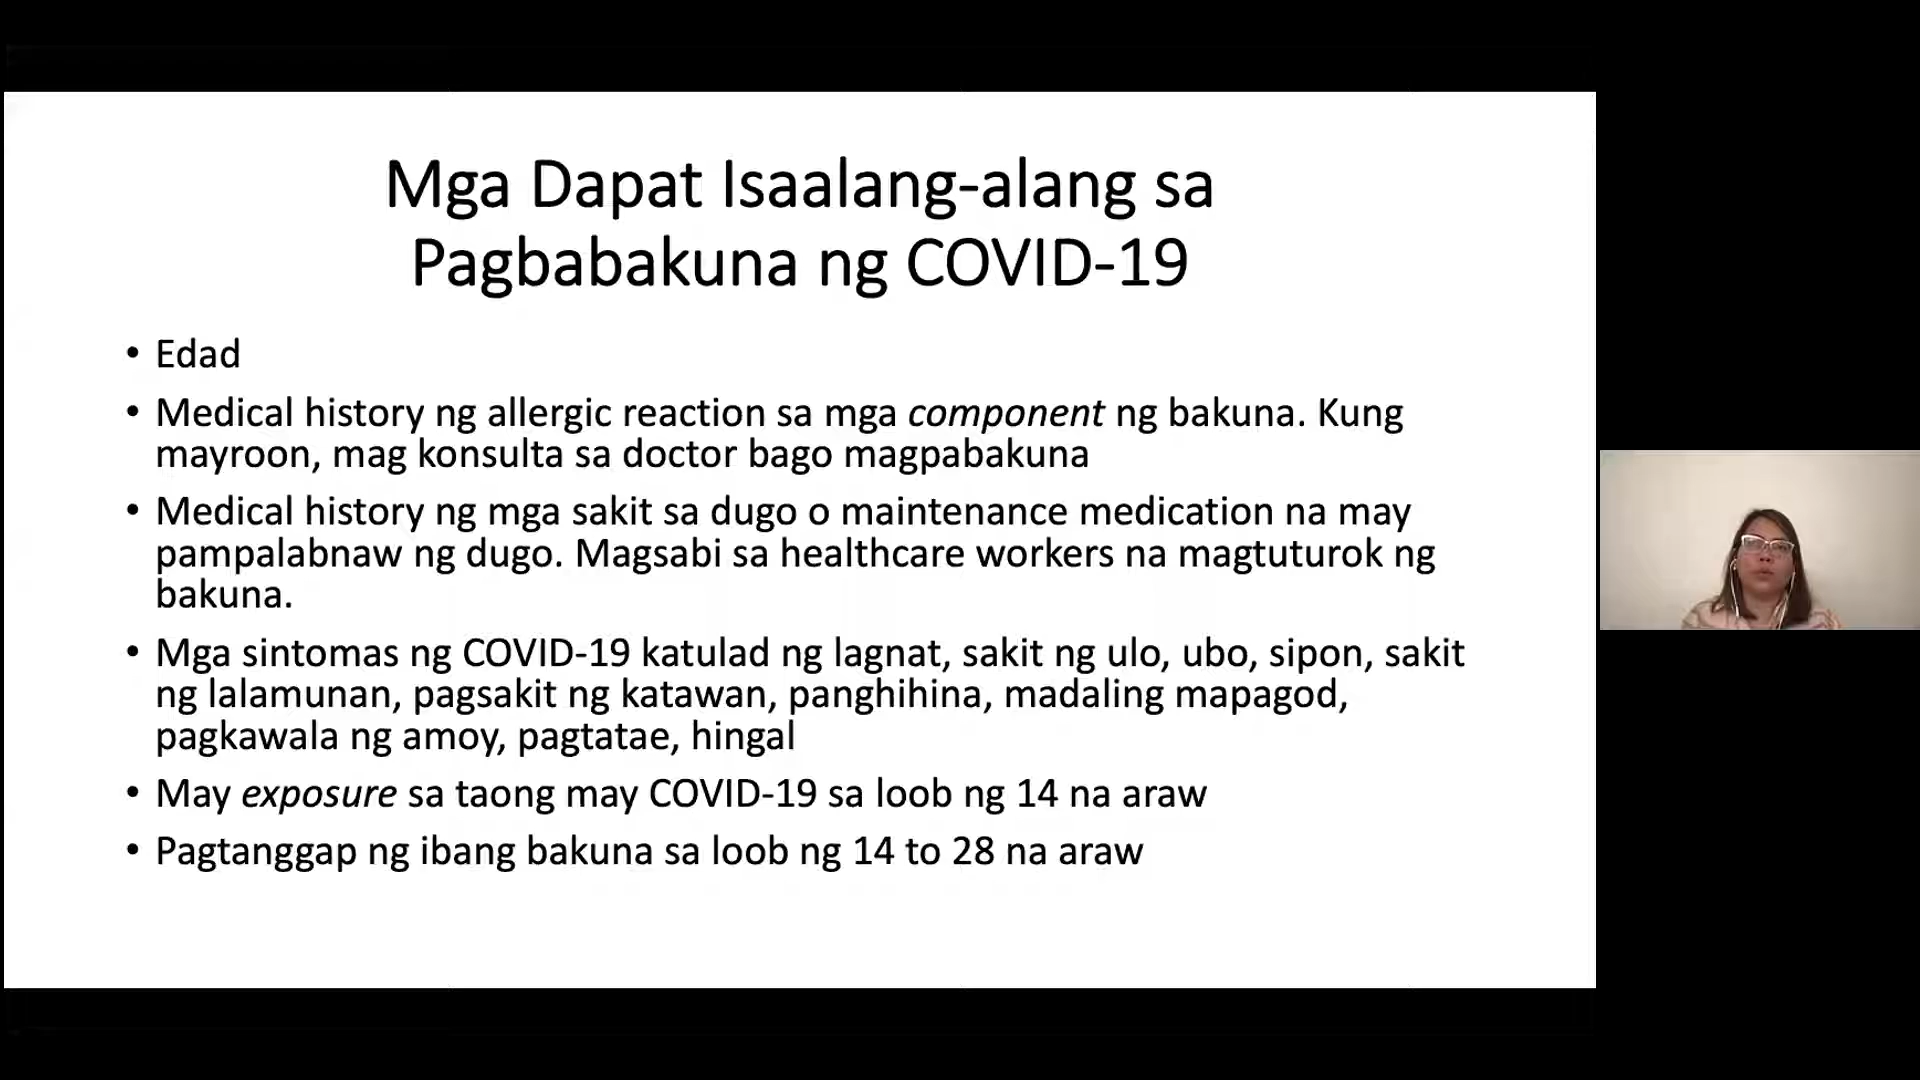 Mga Dapat Isaalang-alang sa
Pagbabakuna ng COVID-19
• Edad
• Medical history ng allergic reaction sa mga component ng bakuna. Kung
mayroon, mag konsulta sa doctor bago magpabakuna
• Medical history ng mga sakit sa dugo o maintenance medication na may
pampalabnaw ng dugo. Magsabi sa healthcare workers na magtuturok ng
bakuna.
• Mga sintomas ng COVID-19 katulad ng lagnat, sakit ng ulo, ubo, sipon, sakit
ng lalamunan, pagsakit ng katawan, panghihina, madaling mapagod,
pagkawala ng amoy, pagtatae, hingal
• May exposure sa taong may COVID-19 sa loob ng 14 na araw
• Pagtanggap ng ibang bakuna sa loob ng 14 to 28 na araw